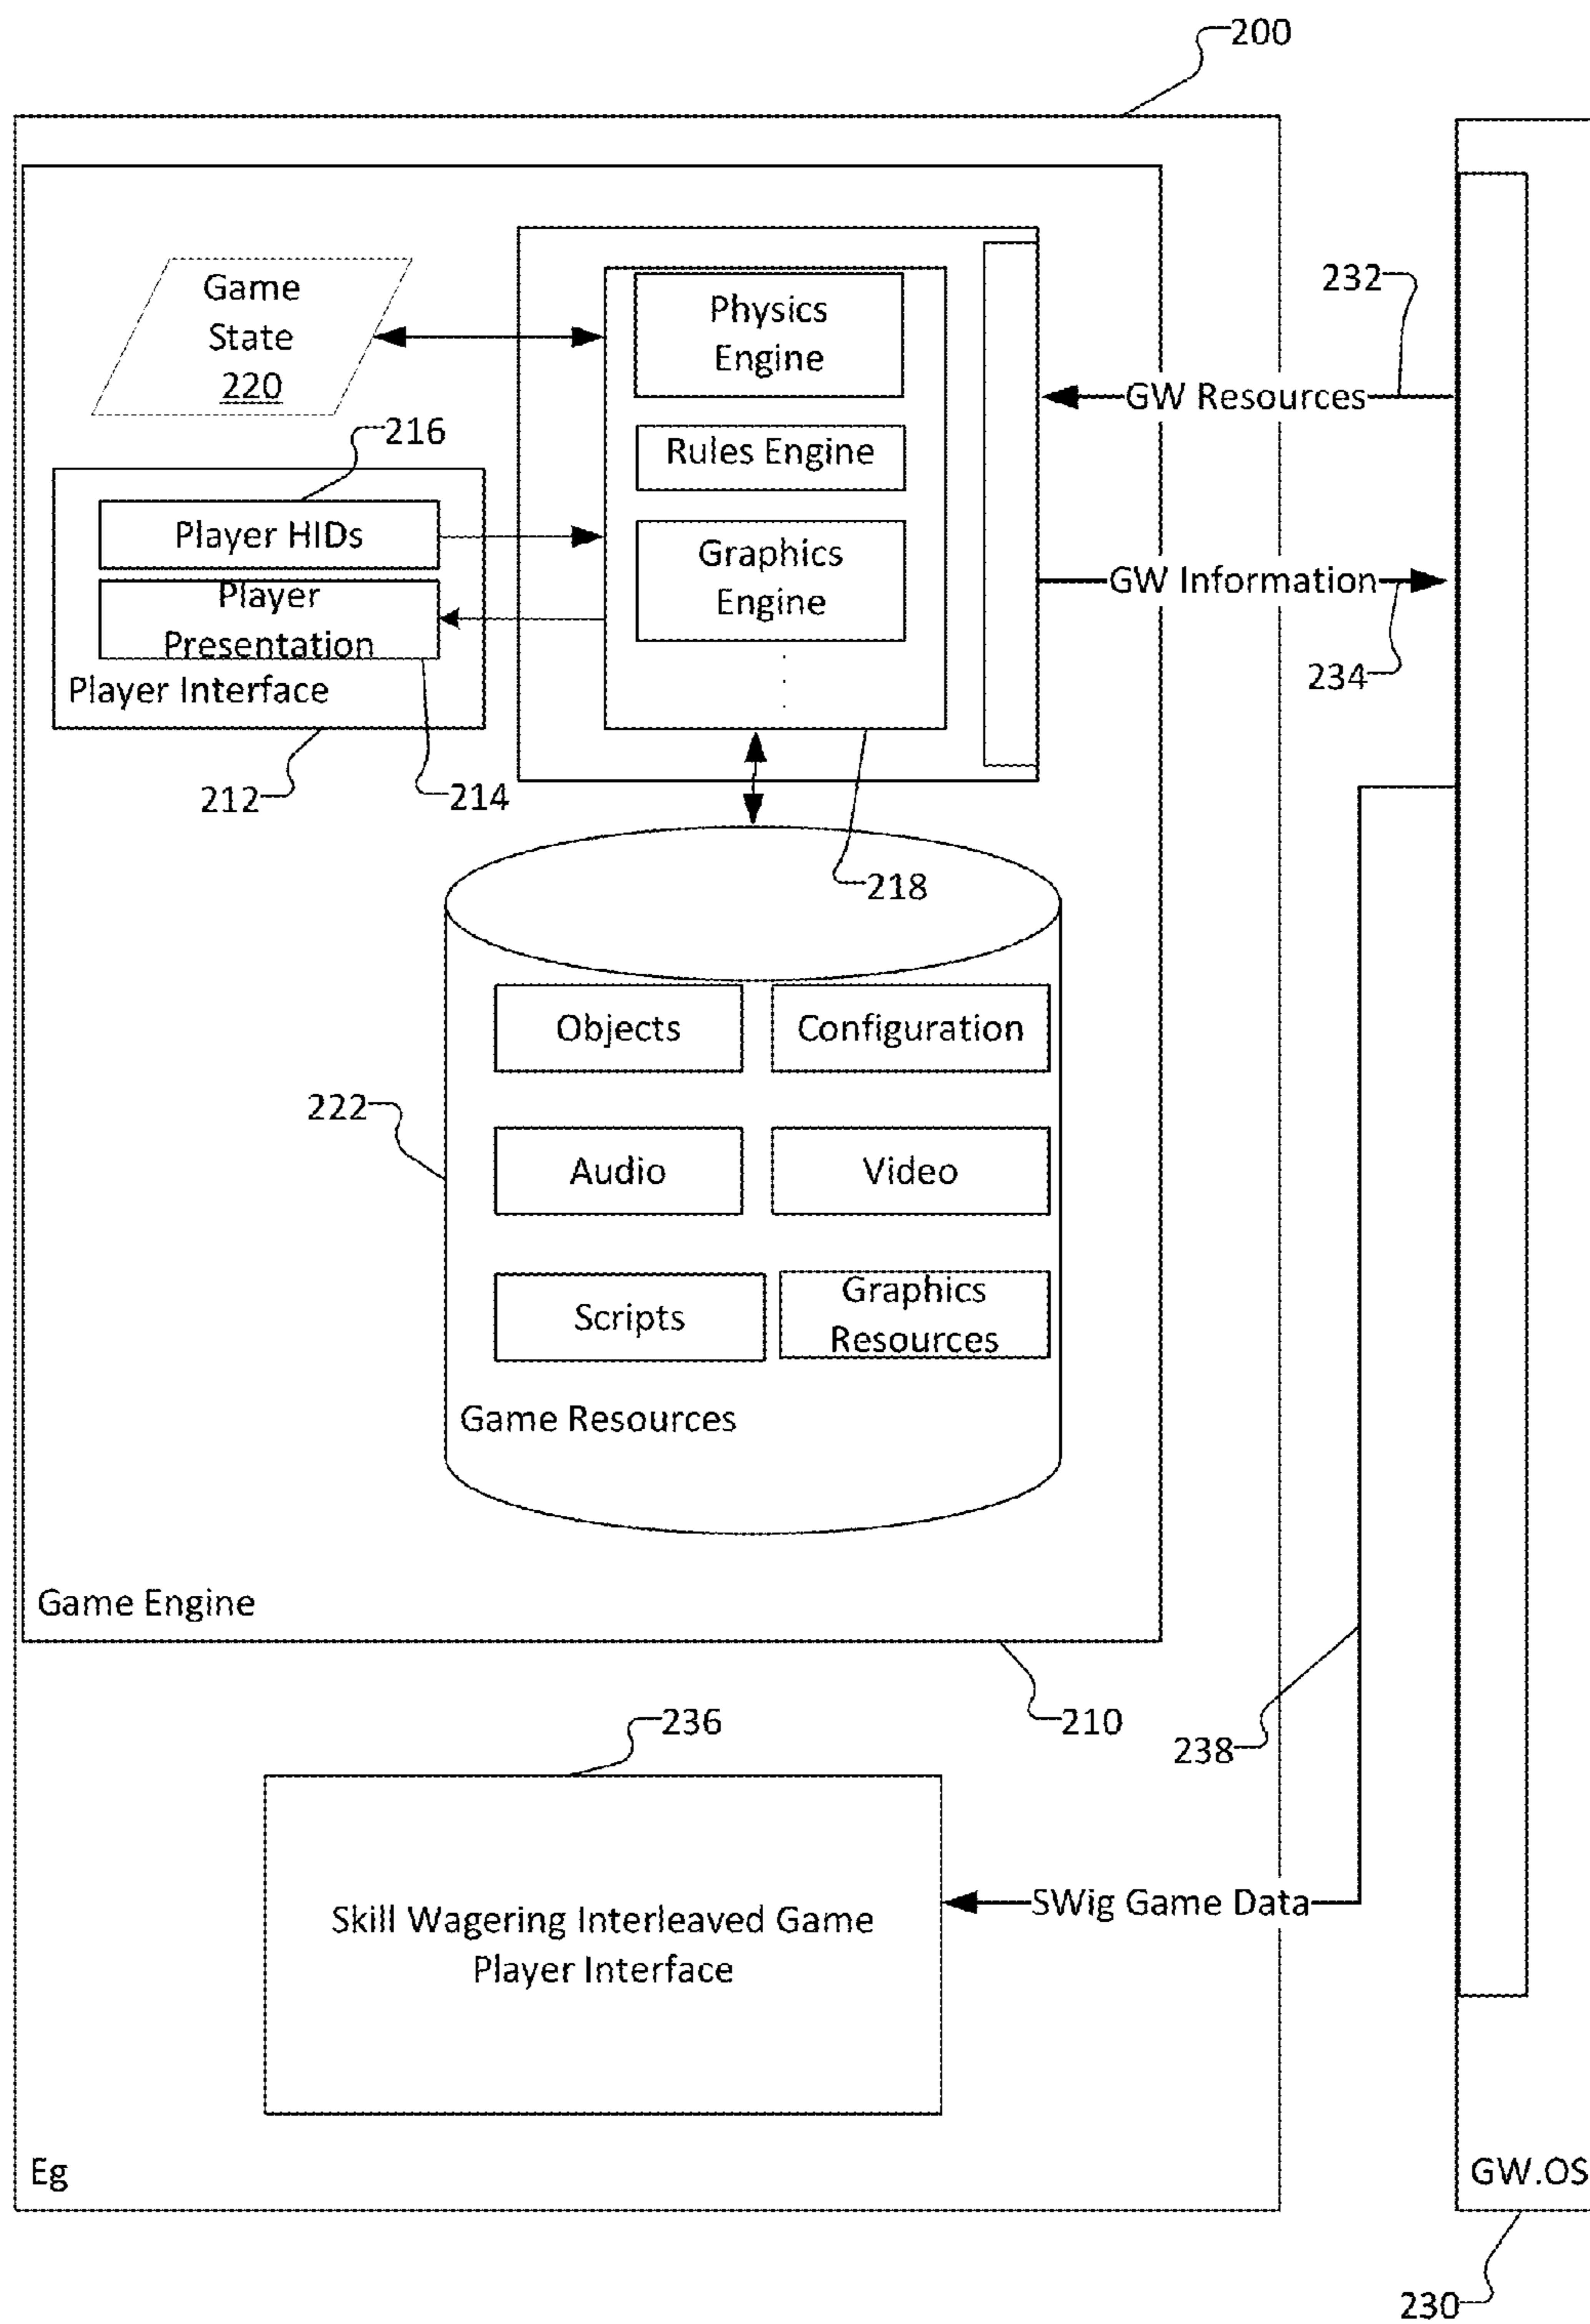 200
Game
State
220
Physics
Engine
232
GW Resources
216
Rules Engine
Player HIDs
Graphics
Engine
GW Information
Player
Presentation
234
Player Interface
.
.
.
212
214
218
Objects
Configuration
222
Audio
Video
Scripts
Graphics
Resources
Game Resources
Game Engine
210
236
238
SWig Game Data
Skill Wagering Interleaved Game
Player Interface
Eg
GW.OS
230